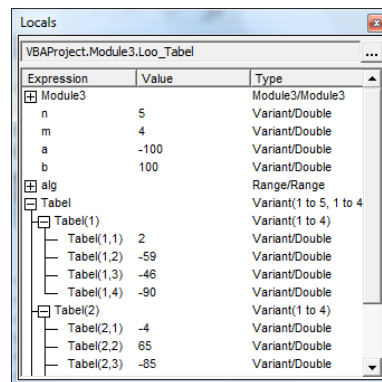 Locals
VBAProject.Module3.Loo_Tabel ...
Expression Value Type
Module3 Module3/Module3
n 5 Variant/Double
m 4 Variant/Double
a -100 Variant/Double
b 100 Variant/Double
alg Range/Range
Tabel Variant(1 to 5, 1 to 4
Tabel(1) Variant(1 to 4)
Tabel(1,1) 2 Variant/Double
Tabel(1,2) -59 Variant/Double
Tabel(1,3) -46 Variant/Double
Tabel(1,4) -90 Variant/Double
Tabel(2) Variant(1 to 4)
Tabel(2,1) -4 Variant/Double
Tabel(2,2) 65 Variant/Double
Tabel(2,3) -85 Variant/Double